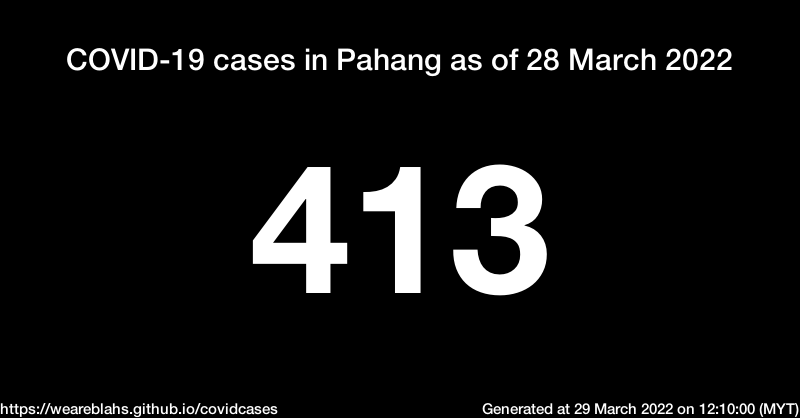 COVID-19 cases in Pahang as of 28 March 2022
413
https://weareblahs.github.io/covidcases
Generated at 29 March 2022 on 12:10:00 (MYT)